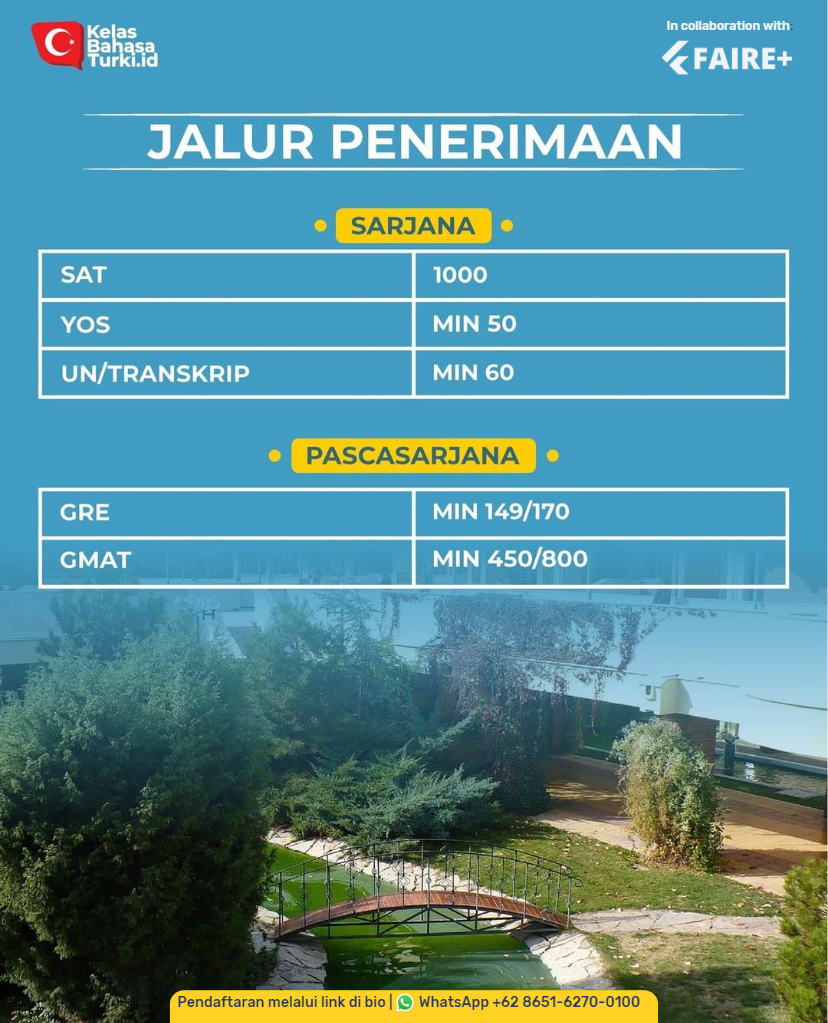 Kelas
Bahasa
Turki.id
In collaboration with:
FAIRE+
JALUR PENERIMAAN
SARJANA
SAT 1000
YOS MIN 50
UN/TRANSKRIP MIN 60
PASCASARJANA
GRE MIN 149/170
GMAT MIN 450/800
Pendaftaran melalui link di bio | WhatsApp +62 8651-6270-0100